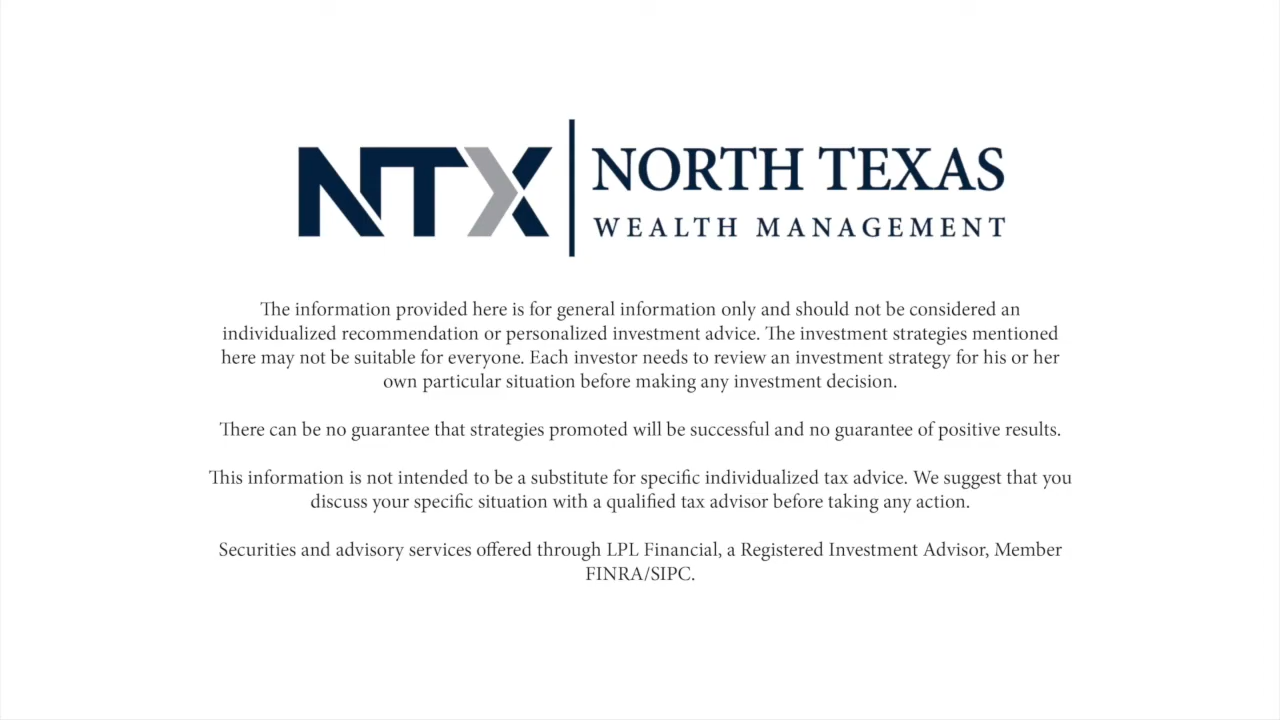 NTX
NORTH TEXAS
WEALTH MANAGEMENT
The information provided here is for general information only and should not be considered an
individualized recommendation or personalized investment advice. The investment strategies mentioned
here may not be suitable for everyone. Each investor needs to review an investment strategy for his or her
own particular situation before making any investment decision.
There can be no guarantee that strategies promoted will be successful and no guarantee of positive results.
This information is not intended to be a substitute for specific individualized tax advice. We suggest that you
discuss your specific situation with a qualified tax advisor before taking any action.
Securities and advisory services offered through LPL Financial, a Registered Investment Advisor, Member
FINRA/SIPC.